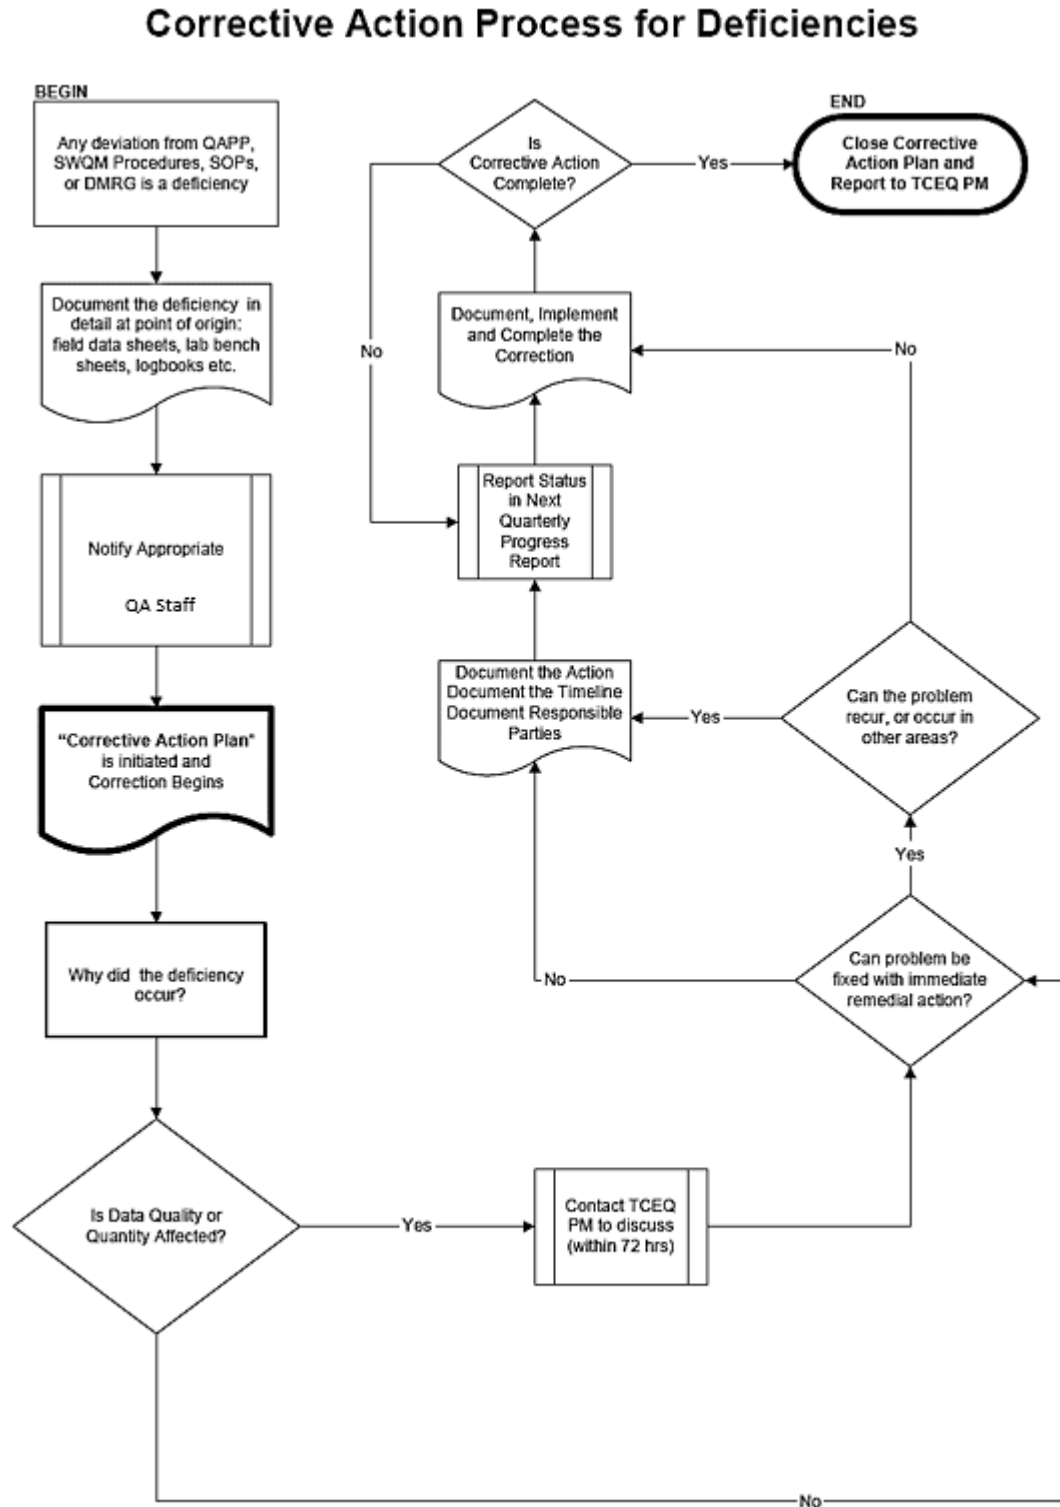 Corrective Action Process for Deficiencies
BEGIN
Any deviation from QAPP,
SWQM Procedures, SOPs,
or DMRG is a deficiency
Document the deficiency in
detail at point of origin:
field data sheets, lab bench
sheets, logbooks etc.
Notify Appropriate
QA Staff
“Corrective Action Plan”
is initiated and
Correction Begins
Why did the deficiency
occur?
Is Data Quality or
Quantity Affected?
Yes
No
Contact TCEQ
PM to discuss
(within 72 hrs)
Can problem be
fixed with immediate
remedial action?
No
Yes
Can the problem
recur, or occur in
other areas?
Yes
No
Document the Action
Document the Timeline
Document Responsible
Parties
Report Status
in Next
Quarterly
Progress
Report
Document, Implement
and Complete the
Correction
Is
Corrective Action
Complete?
No
Yes
END
Close Corrective
Action Plan and
Report to TCEQ PM